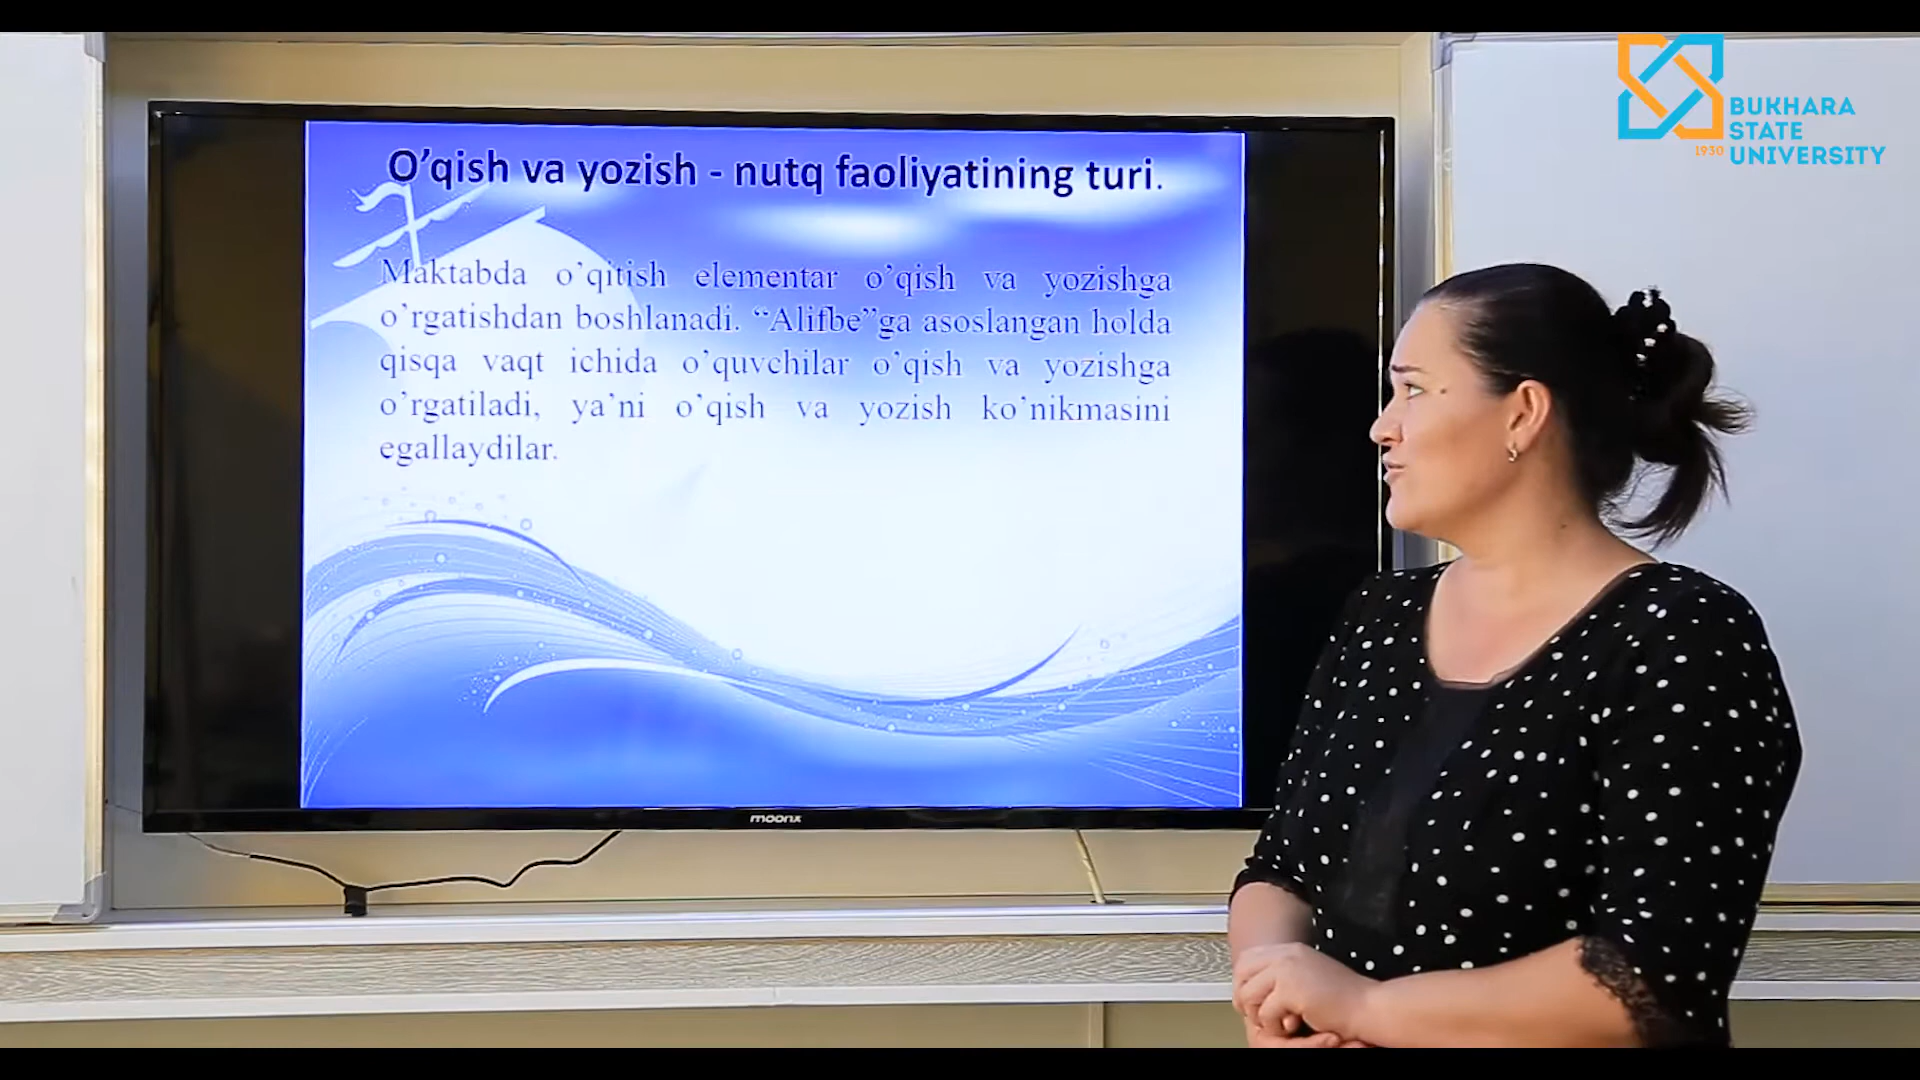 BUKHARA
STATE
1930 UNIVERSITY
O’qish va yozish - nutq faoliyatining turi.
Maktabda o’qitish elementar o’qish va yozishga
o’rgatishdan boshlanadi. “Alifbe”ga asoslangan holda
qisqa vaqt ichida o’quvchilar o’qish va yozishga
o’rgatiladi, ya’ni o’qish va yozish ko’nikmasini
egallaydilar.
moonx